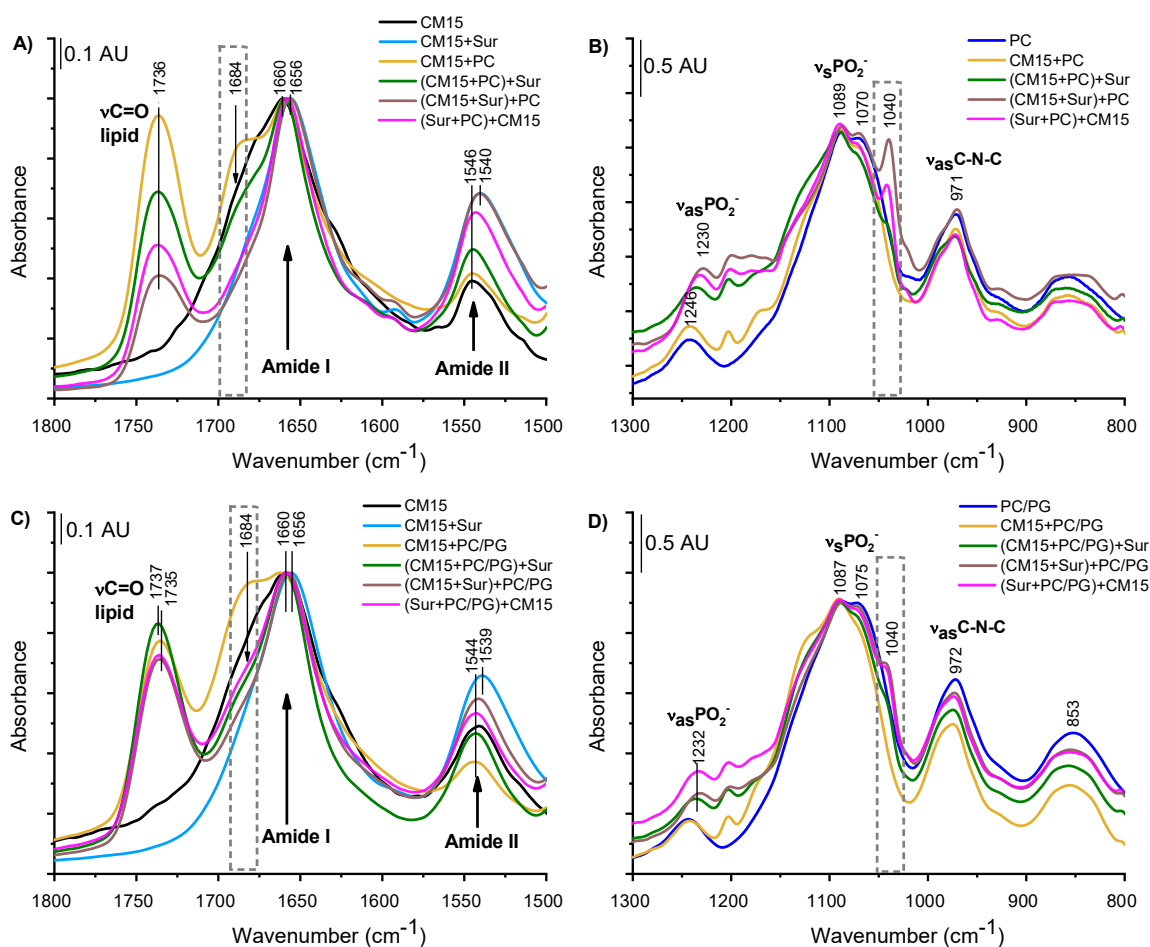 A)
0.1 AU
CM15
CM15+Sur
CM15+PC
(CM15+PC)+Sur
(CM15+Sur)+PC
(Sur+PC)+CM15
1736
1684
1660
1656
1546
1540
νC=O
lipid
Amide I
Amide II
Absorbance
1800 1750 1700 1650 1600 1550 1500
Wavenumber (cm⁻¹)
B)
0.5 AU
PC
CM15+PC
(CM15+PC)+Sur
(CM15+Sur)+PC
(Sur+PC)+CM15
νₛPO₂⁻
1089
1070
1040
νₐₛC-N-C
971
νₐₛPO₂⁻
1230
1246
Absorbance
1300 1200 1100 1000 900 800
Wavenumber (cm⁻¹)
C)
0.1 AU
CM15
CM15+Sur
CM15+PC/PG
(CM15+PC/PG)+Sur
(CM15+Sur)+PC/PG
(Sur+PC/PG)+CM15
νC=O
lipid
1737
1735
1684
1660
1656
1544
1539
Amide I
Amide II
Absorbance
1800 1750 1700 1650 1600 1550 1500
Wavenumber (cm⁻¹)
D)
0.5 AU
PC/PG
CM15+PC/PG
(CM15+PC/PG)+Sur
(CM15+Sur)+PC/PG
(Sur+PC/PG)+CM15
νₛPO₂⁻
1087
1075
1040
νₐₛC-N-C
972
853
νₐₛPO₂⁻
1232
Absorbance
1300 1200 1100 1000 900 800
Wavenumber (cm⁻¹)